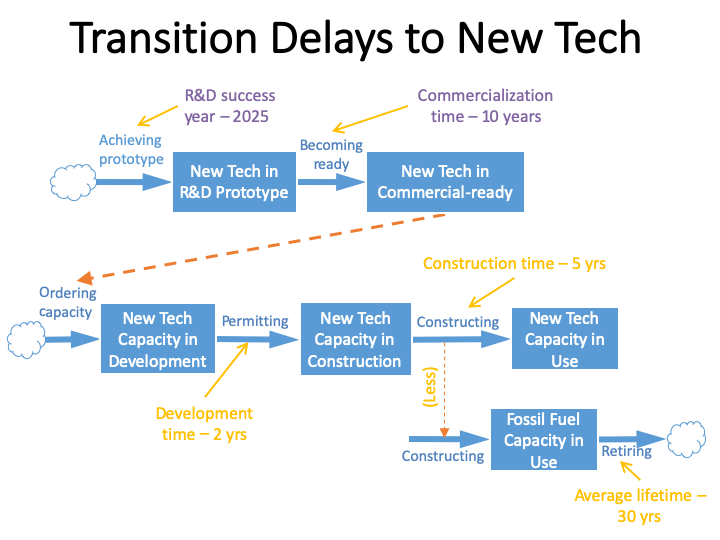 Transition Delays to New Tech
R&D success
year – 2025
Commercialization
time – 10 years
Achieving
prototype
Becoming
ready
New Tech in
R&D Prototype
New Tech in
Commercial-ready
Construction time – 5 yrs
Ordering
capacity
New Tech
Capacity in
Development
Permitting
New Tech
Capacity in
Construction
Constructing
New Tech
Capacity in
Use
(Less)
Development
time – 2 yrs
Constructing
Fossil Fuel
Capacity in
Use
Retiring
Average lifetime –
30 yrs